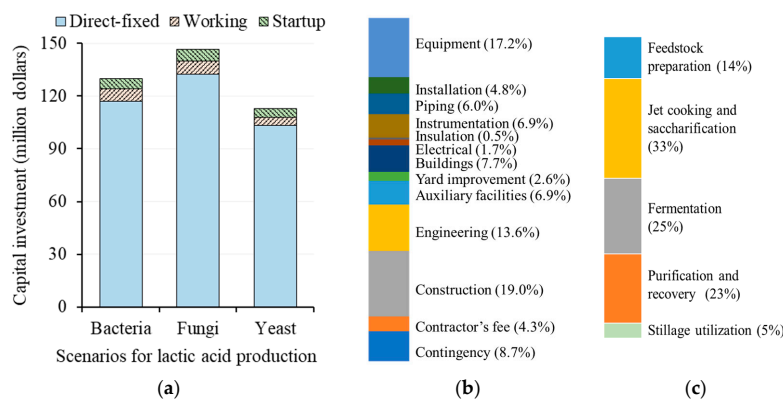 Direct-fixed Working Startup
Capital investment (million dollars)
150
120
90
60
30
0
Bacteria Fungi Yeast
Scenarios for lactic acid production
(a)
Equipment (17.2%)
Installation (4.8%)
Piping (6.0%)
Instrumentation (6.9%)
Insulation (0.5%)
Electrical (1.7%)
Buildings (7.7%)
Yard improvement (2.6%)
Auxiliary facilities (6.9%)
Engineering (13.6%)
Construction (19.0%)
Contractor's fee (4.3%)
Contingency (8.7%)
(b)
Feedstock
preparation (14%)
Jet cooking and
saccharification
(33%)
Fermentation
(25%)
Purification and
recovery (23%)
Stillage utilization (5%)
(c)